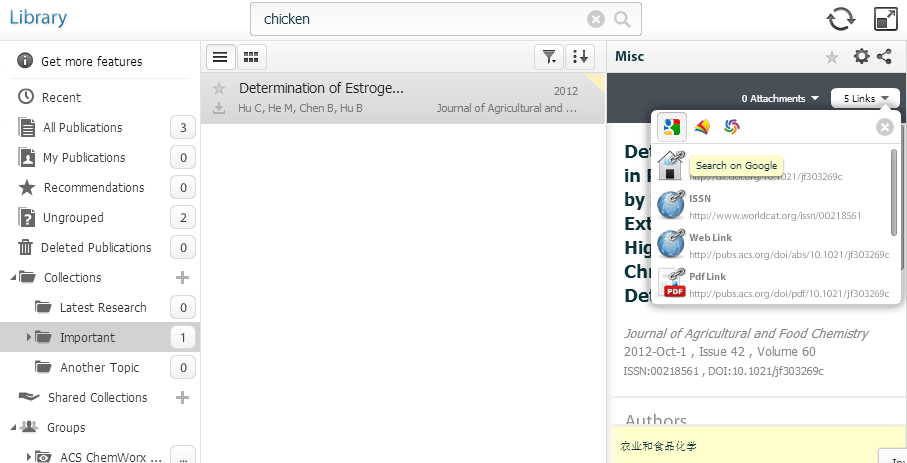 Library
chicken
Get more features
Recent
All Publications 3
My Publications 0
Recommendations 0
Ungrouped 2
Deleted Publications 0
Collections
Latest Research 0
Important 1
Another Topic 0
Shared Collections
Groups
ACS ChemWorx ... ...
Determination of Estroge... 2012
Hu C, He M, Chen B, Hu B Journal of Agricultural and ...
Misc
0 Attachments 5 Links
Search on Google
http://dx.doi.org/10.1021/jf303269c
ISSN
http://www.worldcat.org/issn/00218561
Web Link
http://pubs.acs.org/doi/abs/10.1021/jf303269c
Pdf Link
PDF
http://pubs.acs.org/doi/pdf/10.1021/jf303269c
Det
in P
by
Ext
Hig
Chr
Det
Journal of Agricultural and Food Chemistry
2012-Oct-1 , Issue 42 , Volume 60
ISSN:00218561 , DOI:10.1021/jf303269c
Authors
农业和食品化学